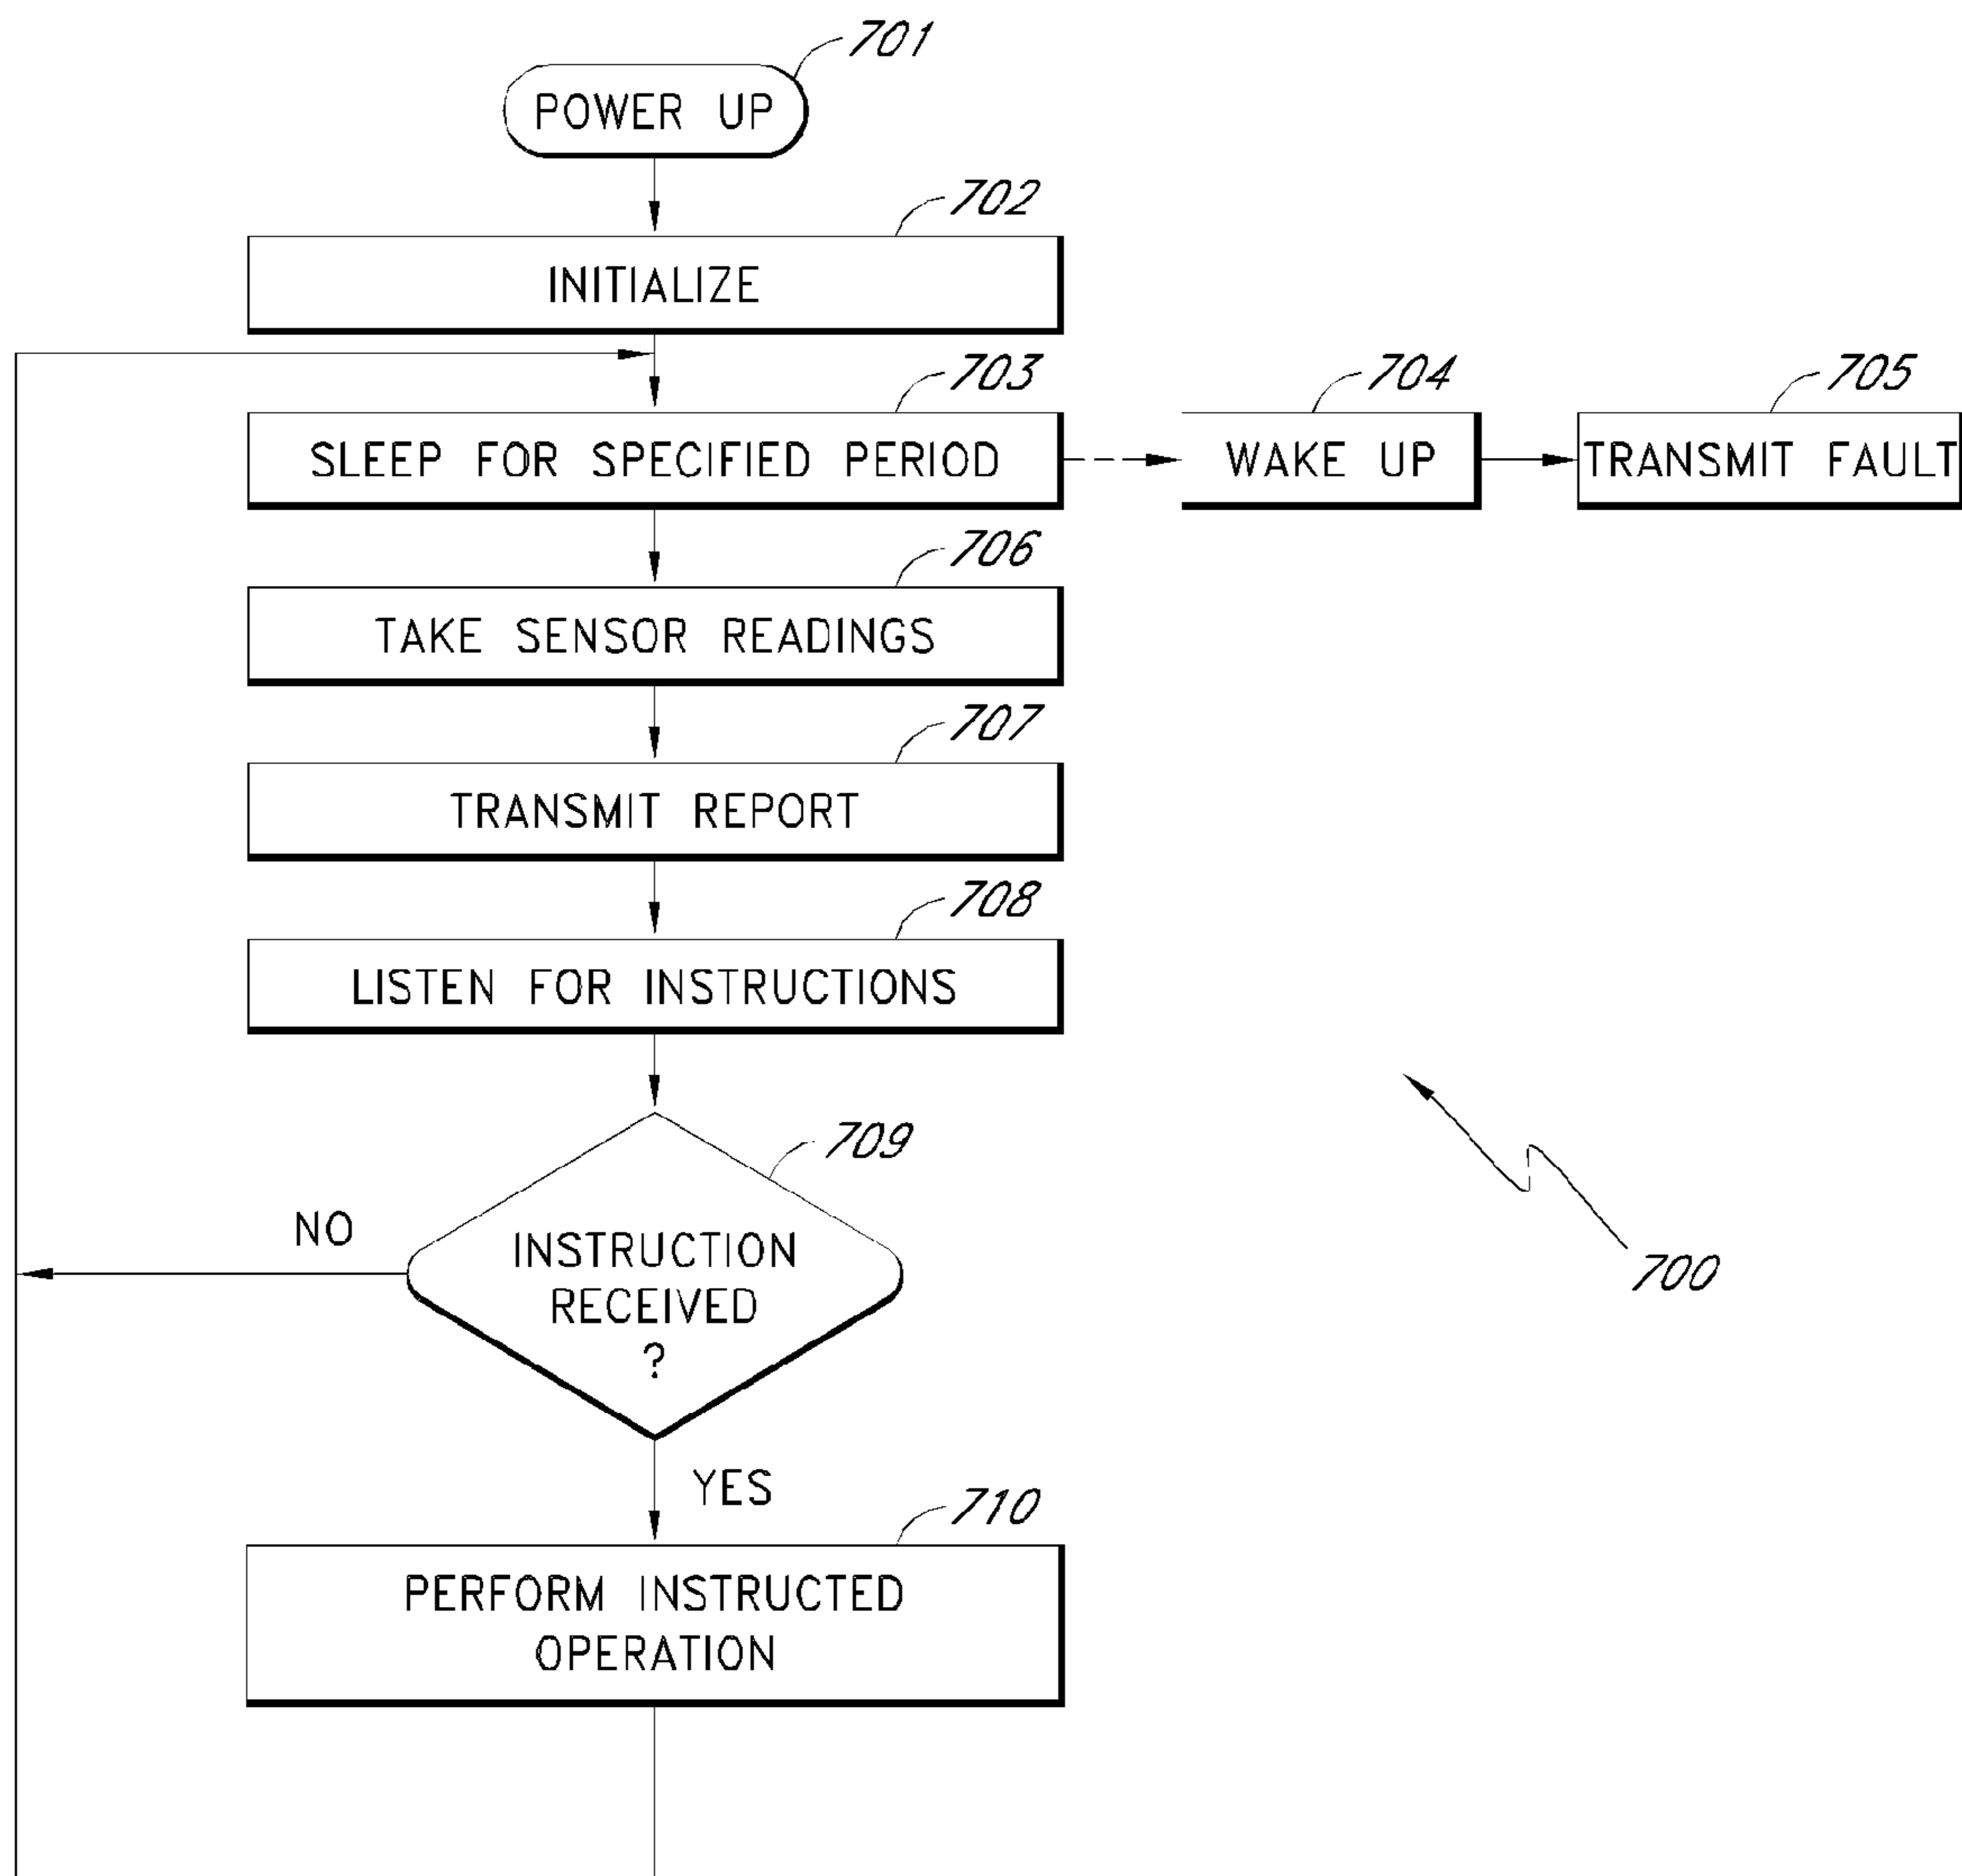 701
POWER UP
702
INITIALIZE
703
SLEEP FOR SPECIFIED PERIOD
704
WAKE UP
705
TRANSMIT FAULT
706
TAKE SENSOR READINGS
707
TRANSMIT REPORT
708
LISTEN FOR INSTRUCTIONS
709
INSTRUCTION
RECEIVED
?
NO
700
YES
710
PERFORM INSTRUCTED
OPERATION